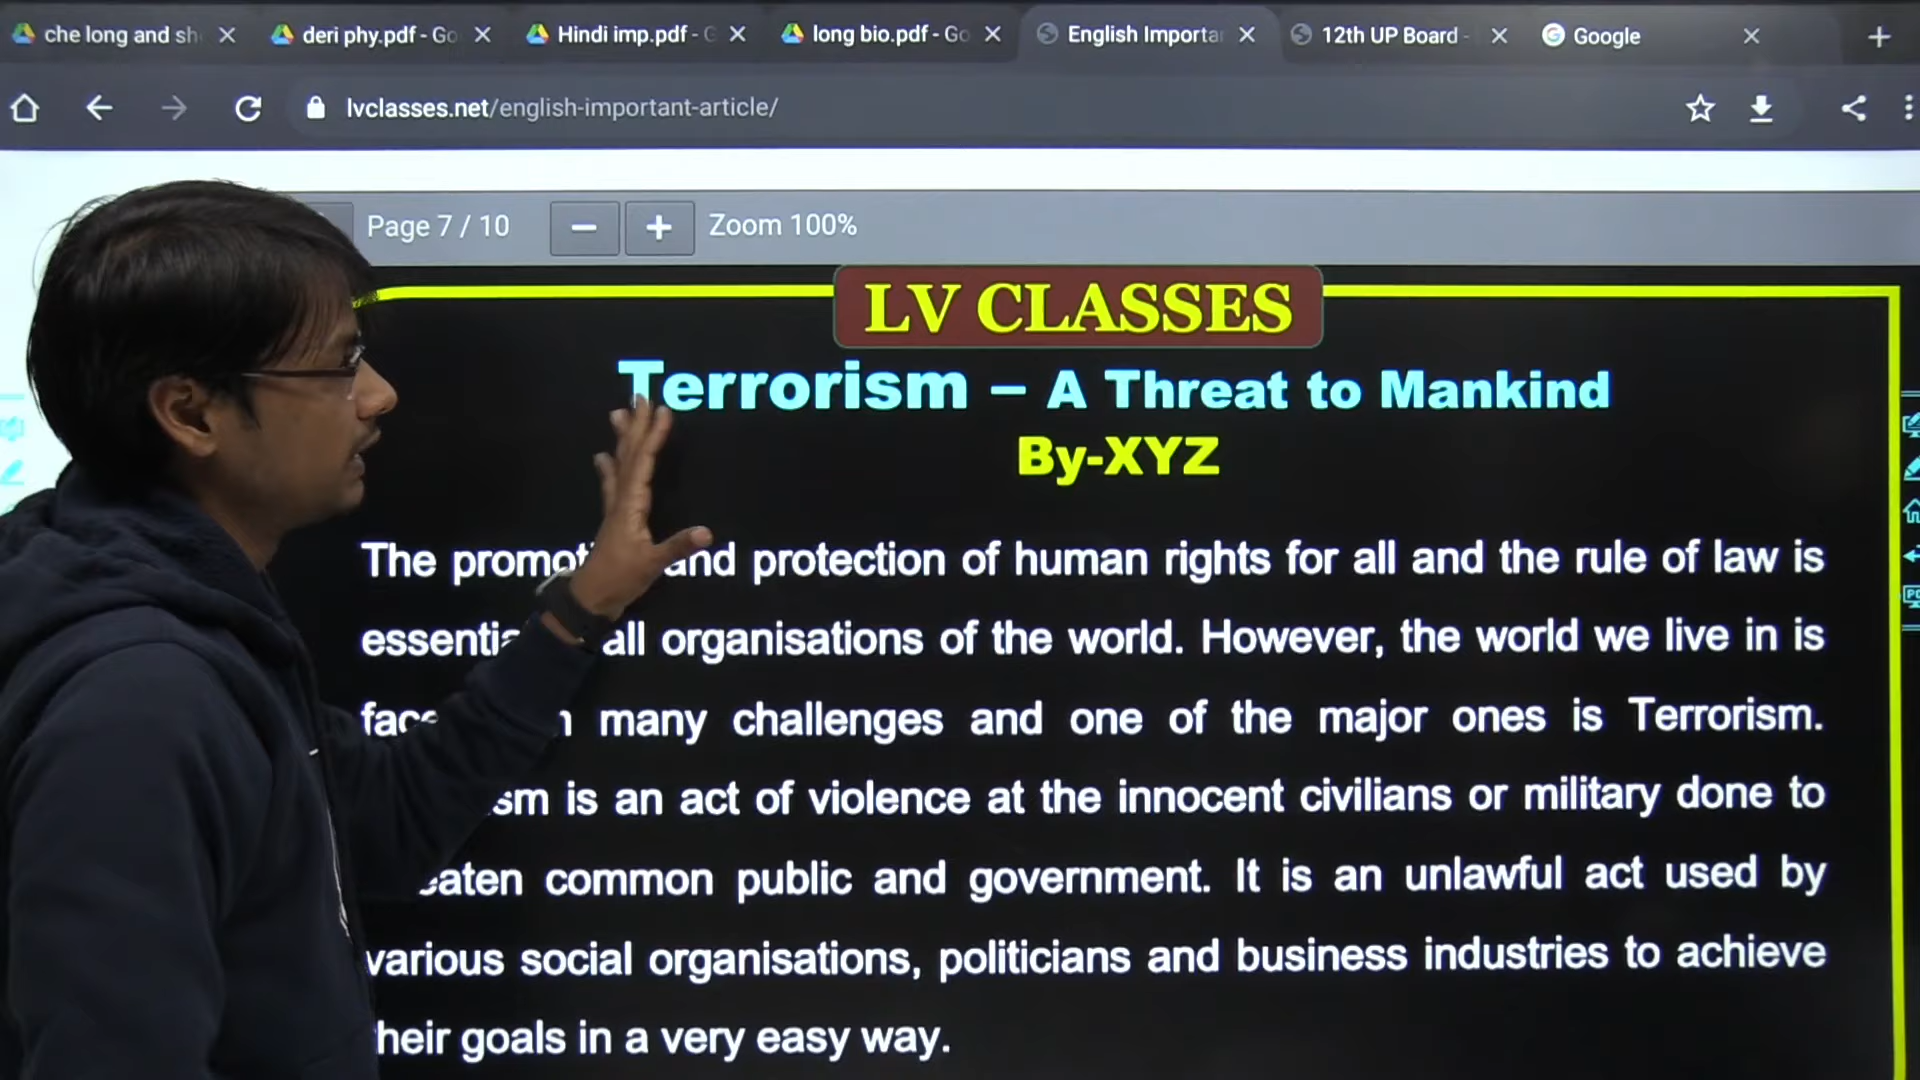 che long and sh
deri phy.pdf - Go
Hindi imp.pdf - G
long bio.pdf - Go
English Importa
12th UP Board -
Google
lvclasses.net/english-important-article/
Page 7 / 10
Zoom 100%
LV CLASSES
Terrorism – A Threat to Mankind
By-XYZ
The and protection of human rights for all and the rule of law is
all organisations of the world. However, the world we live in is
many challenges and one of the major ones is Terrorism.
is an act of violence at the innocent civilians or military done to
common public and government. It is an unlawful act used by
various social organisations, politicians and business industries to achieve
their goals in a very easy way.